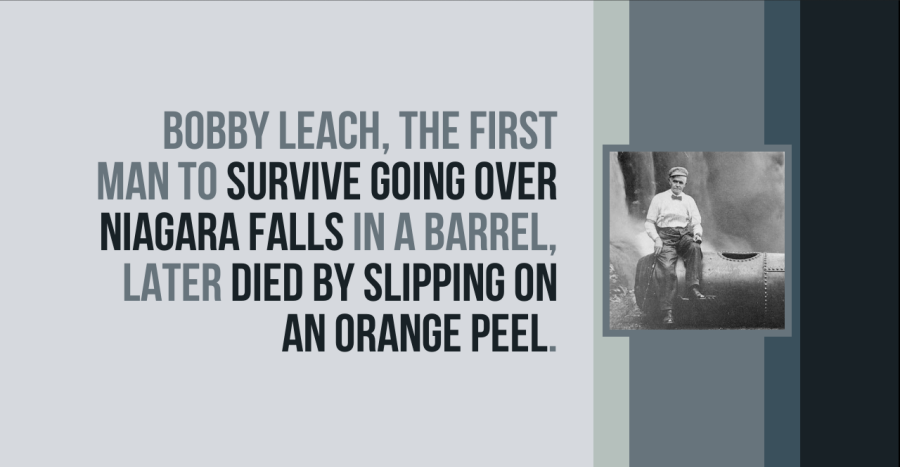 BOBBY LEACH, THE FIRST
MAN TO SURVIVE GOING OVER
NIAGARA FALLS IN A BARREL,
LATER DIED BY SLIPPING ON
AN ORANGE PEEL.